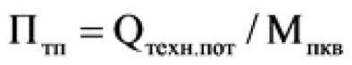 Птп = Qтехн.пот / Мпкв